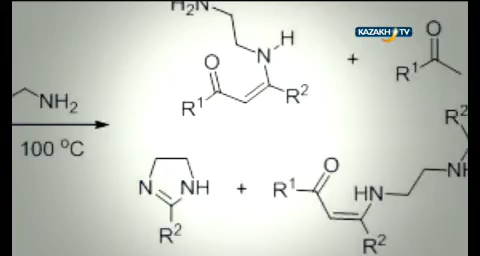 H₂N
KAZAKH TV
N H
O
R¹
R²
+
O
R¹
NH₂
100 °C
R²
N NH
R²
+
O
R¹
HN
R²
NH